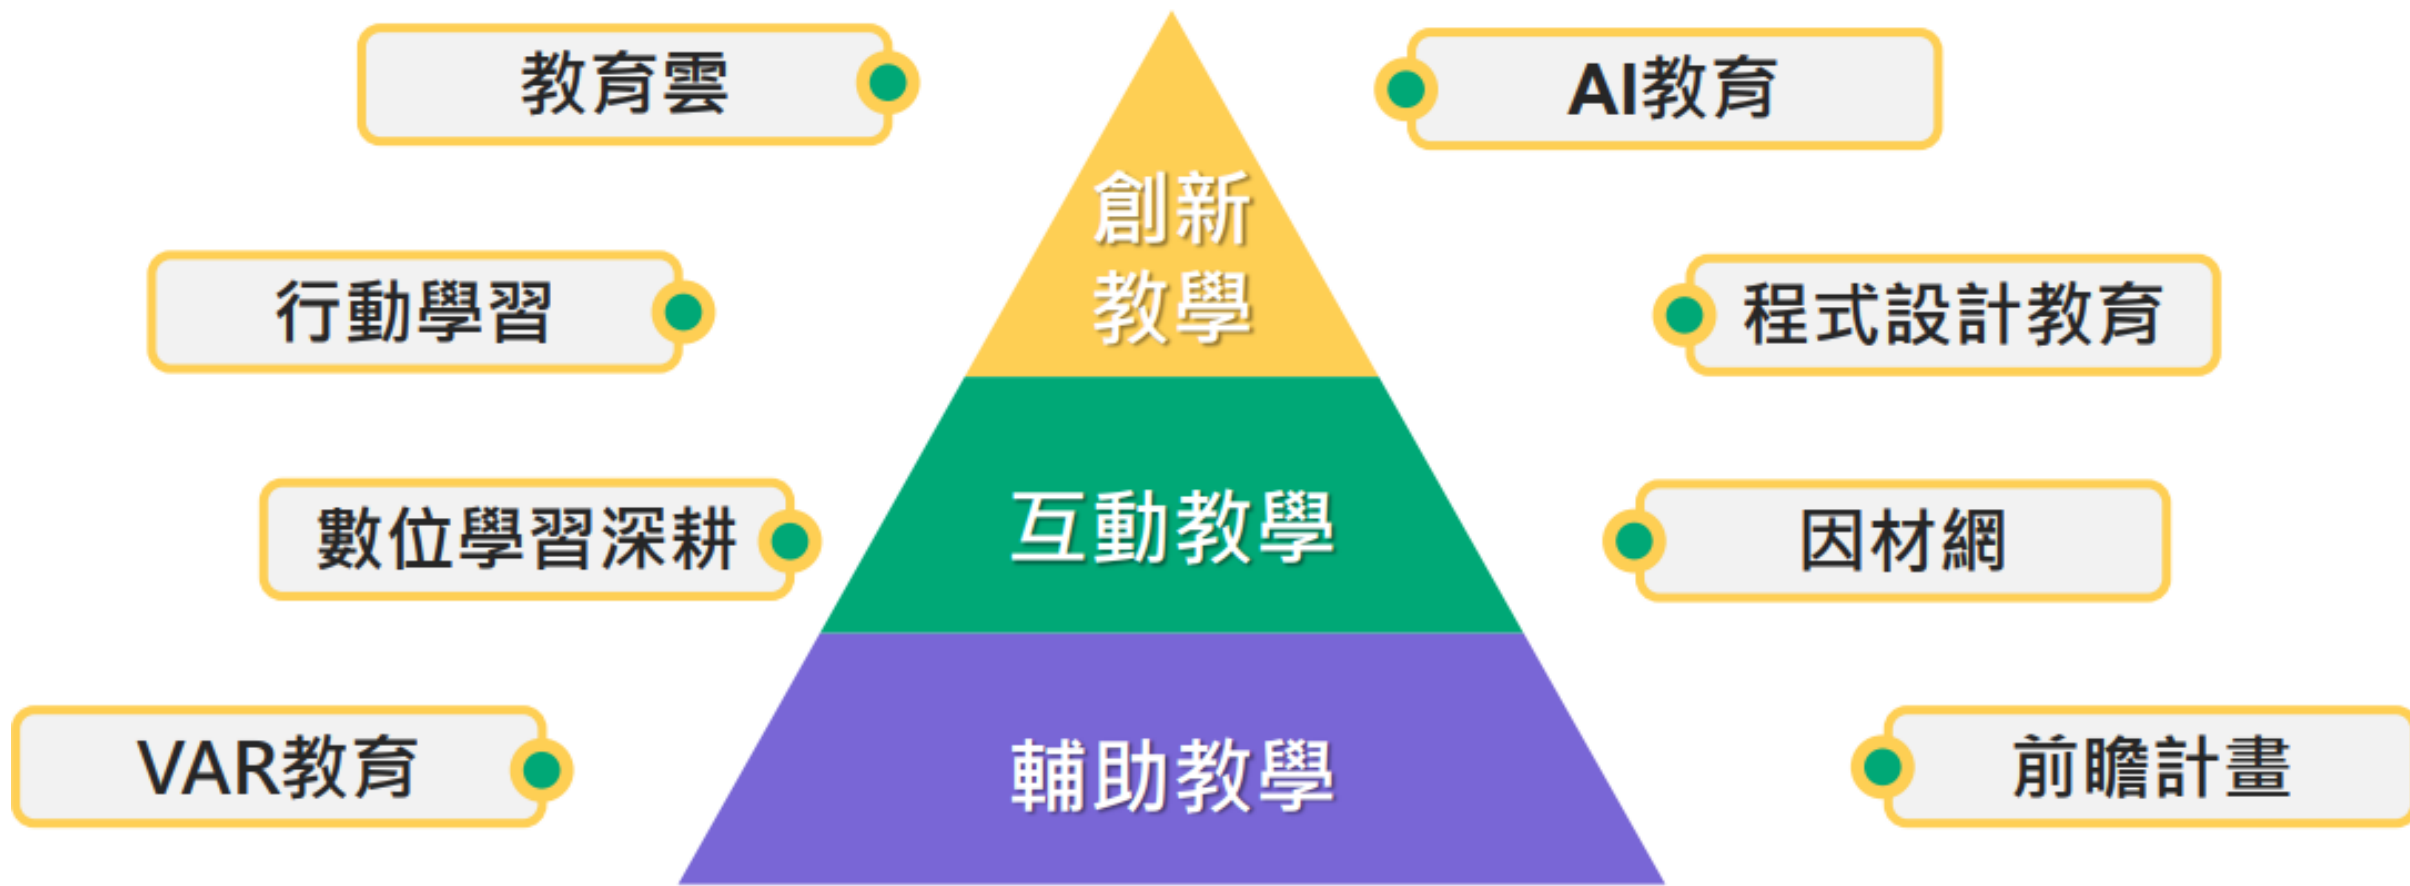 教育雲
AI教育
創新
教學
行動學習
程式設計教育
數位學習深耕
互動教學
因材網
VAR教育
輔助教學
前瞻計畫